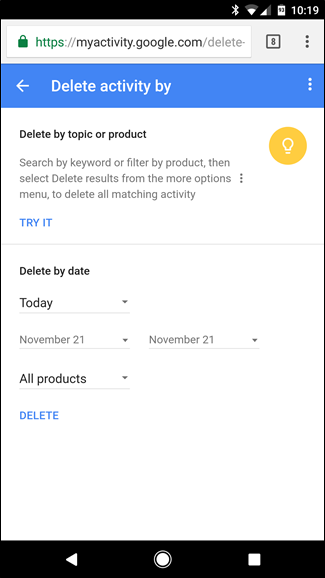 10:19
https://myactivity.google.com/delete-
8
Delete activity by
Delete by topic or product
Search by keyword or filter by product, then
select Delete results from the more options
menu, to delete all matching activity
TRY IT
Delete by date
Today
November 21 November 21
All products
DELETE